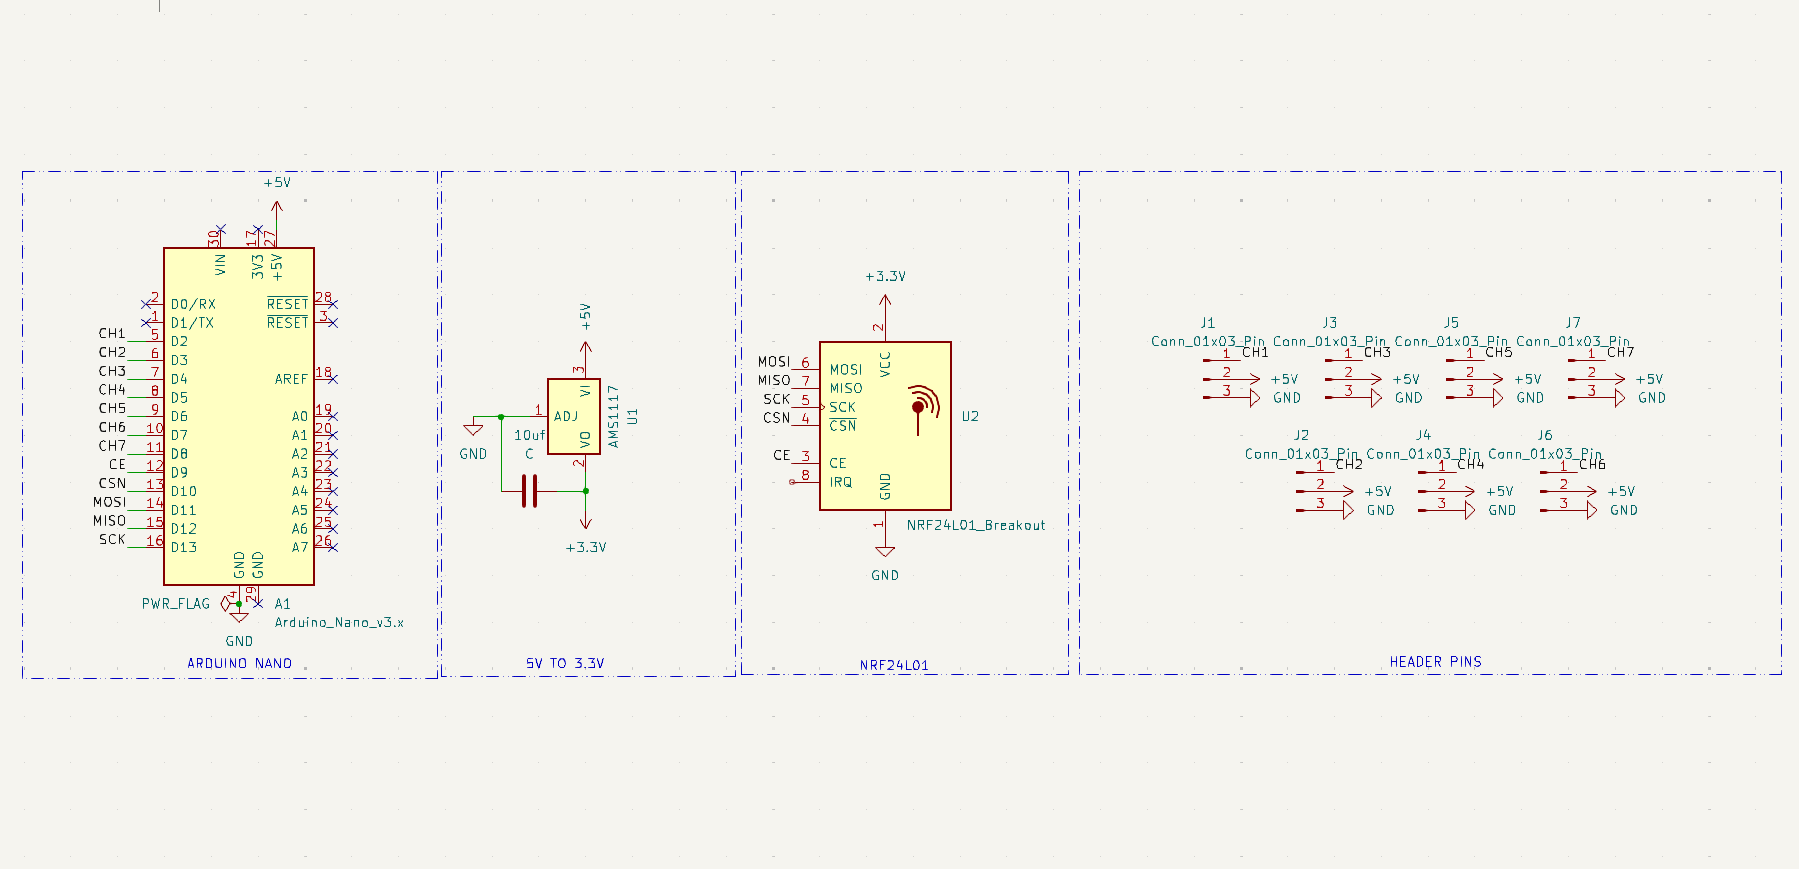 +5V
30
17
27
VIN
3V3
+5V
2 D0/RX
1 D1/TX
CH1 5 D2
CH2 6 D3
CH3 7 D4
CH4 8 D5
CH5 9 D6
CH6 10 D7
CH7 11 D8
CE 12 D9
CSN 13 D10
MOSI 14 D11
MISO 15 D12
SCK 16 D13
RESET 28
RESET 3
AREF 18
A0 19
A1 20
A2 21
A3 22
A4 23
A5 24
A6 25
A7 26
GND
GND
4
29
PWR_FLAG
A1
Arduino_Nano_v3.x
GND
ARDUINO NANO
+5V
3
VI
1 ADJ
VO
2
AMS1117
U1
GND
10uf
C
+3.3V
5V TO 3.3V
+3.3V
2
VCC
MOSI 6 MOSI
MISO 7 MISO
SCK 5 SCK
CSN 4 CSN
CE 3 CE
8 IRQ
GND
1
U2
NRF24L01_Breakout
GND
NRF24L01
J1
Conn_01x03_Pin
1 CH1
2 +5V
3 GND
J3
Conn_01x03_Pin
1 CH3
2 +5V
3 GND
J5
Conn_01x03_Pin
1 CH5
2 +5V
3 GND
J7
Conn_01x03_Pin
1 CH7
2 +5V
3 GND
J2
Conn_01x03_Pin
1 CH2
2 +5V
3 GND
J4
Conn_01x03_Pin
1 CH4
2 +5V
3 GND
J6
Conn_01x03_Pin
1 CH6
2 +5V
3 GND
HEADER PINS